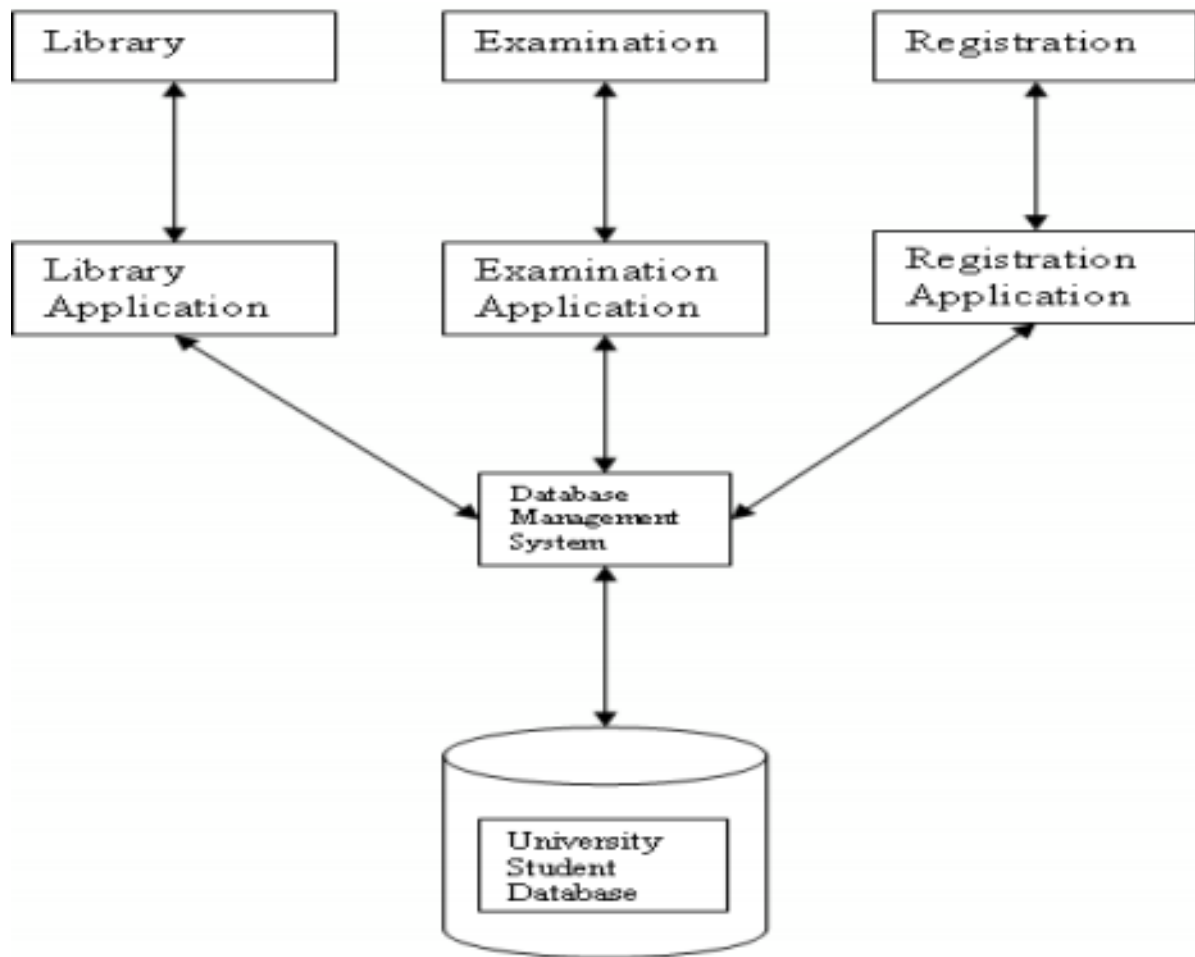 Library
Examination
Registration
Library
Application
Examination
Application
Registration
Application
Database
Management
System
University
Student
Database